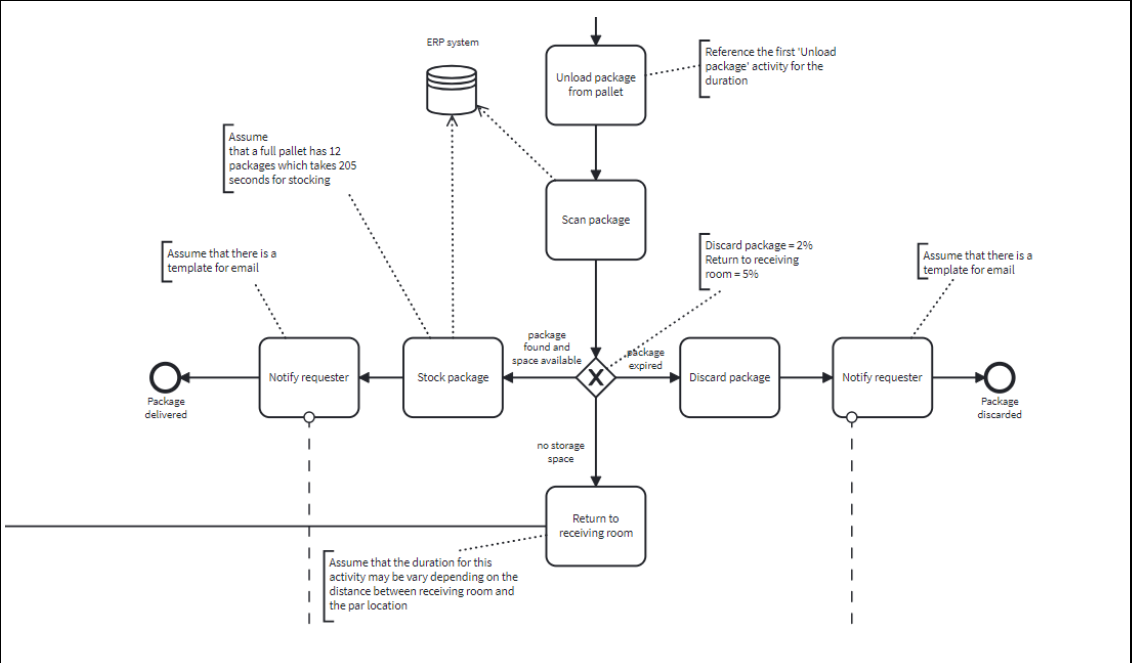 ERP system
Unload package
from pallet
Reference the first 'Unload
package' activity for the
duration
Assume
that a full pallet has 12
packages which takes 205
seconds for stocking
Scan package
Assume that there is a
template for email
Discard package = 2%
Return to receiving
room = 5%
Assume that there is a
template for email
package
found and
space available
package
expired
Package
delivered
Notify requester
Stock package
X
Discard package
Notify requester
Package
discarded
no storage
space
Return to
receiving room
Assume that the duration for this
activity may be vary depending on the
distance between receiving room and
the par location